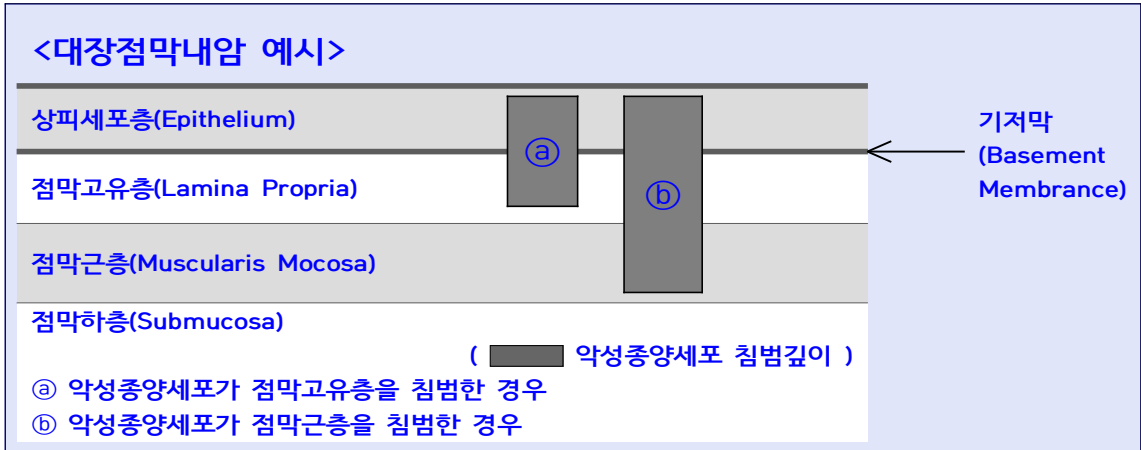 <대장점막내암 예시>
상피세포층(Epithelium)
ⓐ
기저막
(Basement
Membrance)
점막고유층(Lamina Propria)
ⓑ
점막근층(Muscularis Mocosa)
점막하층(Submucosa)
( 악성종양세포 침범깊이 )
ⓐ 악성종양세포가 점막고유층을 침범한 경우
ⓑ 악성종양세포가 점막근층을 침범한 경우